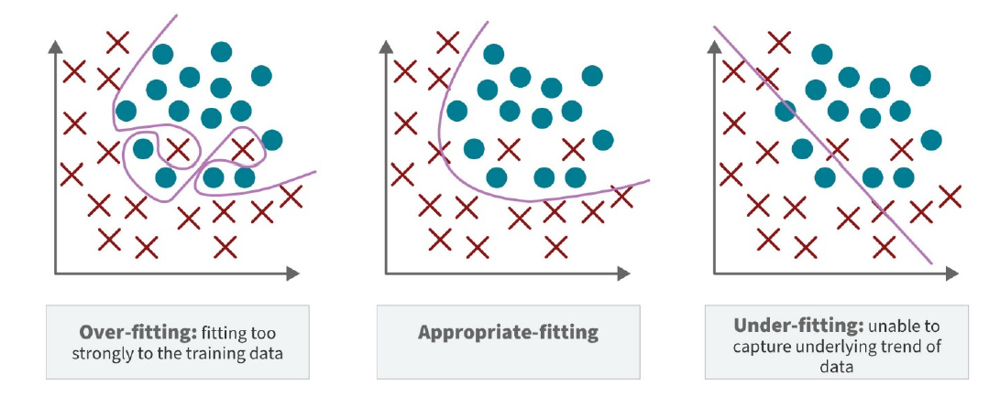 Over-fitting: fitting too
strongly to the training data
Appropriate-fitting
Under-fitting: unable to
capture underlying trend of
data